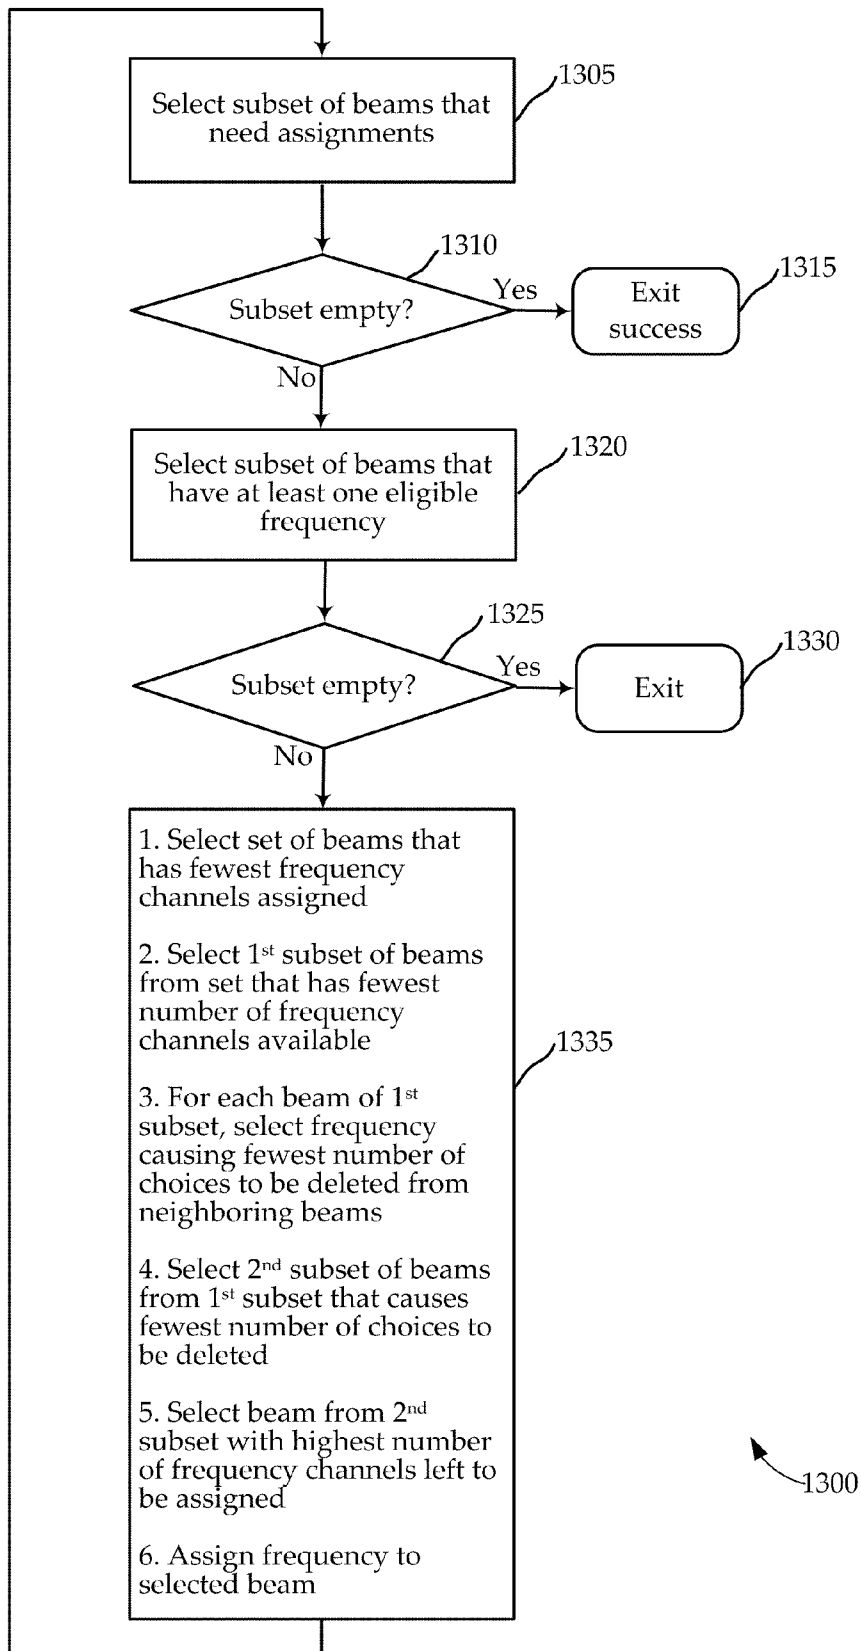 Select subset of beams that
need assignments
1305
Subset empty?
1310
Yes
Exit
success
1315
No
Select subset of beams that
have at least one eligible
frequency
1320
Subset empty?
1325
Yes
Exit
1330
No
1. Select set of beams that
has fewest frequency
channels assigned
2. Select 1st subset of beams
from set that has fewest
number of frequency
channels available
3. For each beam of 1st
subset, select frequency
causing fewest number of
choices to be deleted from
neighboring beams
4. Select 2nd subset of beams
from 1st subset that causes
fewest number of choices to
be deleted
5. Select beam from 2nd
subset with highest number
of frequency channels left to
be assigned
6. Assign frequency to
selected beam
1335
1300